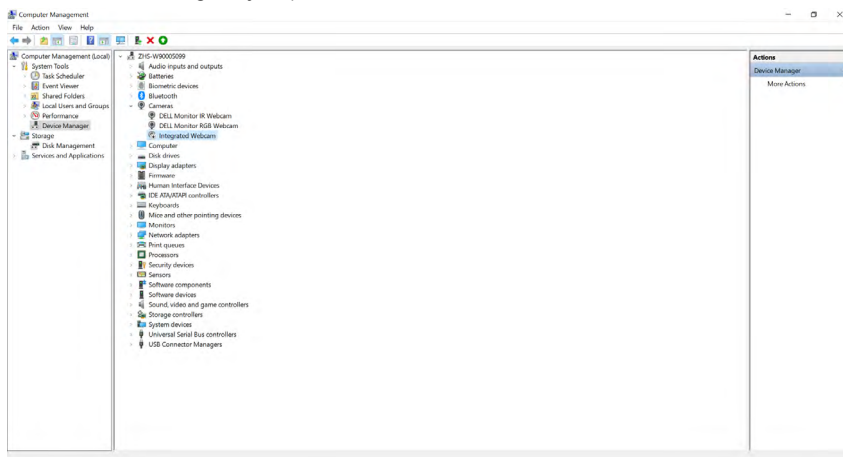 Computer Management
File Action View Help
Computer Management (Local)
System Tools
Task Scheduler
Event Viewer
Shared Folders
Local Users and Groups
Performance
Device Manager
Storage
Disk Management
Services and Applications
ZHS-W90005099
Audio inputs and outputs
Batteries
Biometric devices
Bluetooth
Cameras
DELL Monitor IR Webcam
DELL Monitor RGB Webcam
Integrated Webcam
Computer
Disk drives
Display adapters
Firmware
Human Interface Devices
IDE ATA/ATAPI controllers
Keyboards
Mice and other pointing devices
Monitors
Network adapters
Print queues
Processors
Security devices
Sensors
Software components
Software devices
Sound, video and game controllers
Storage controllers
System devices
Universal Serial Bus controllers
USB Connector Managers
Actions
Device Manager
More Actions